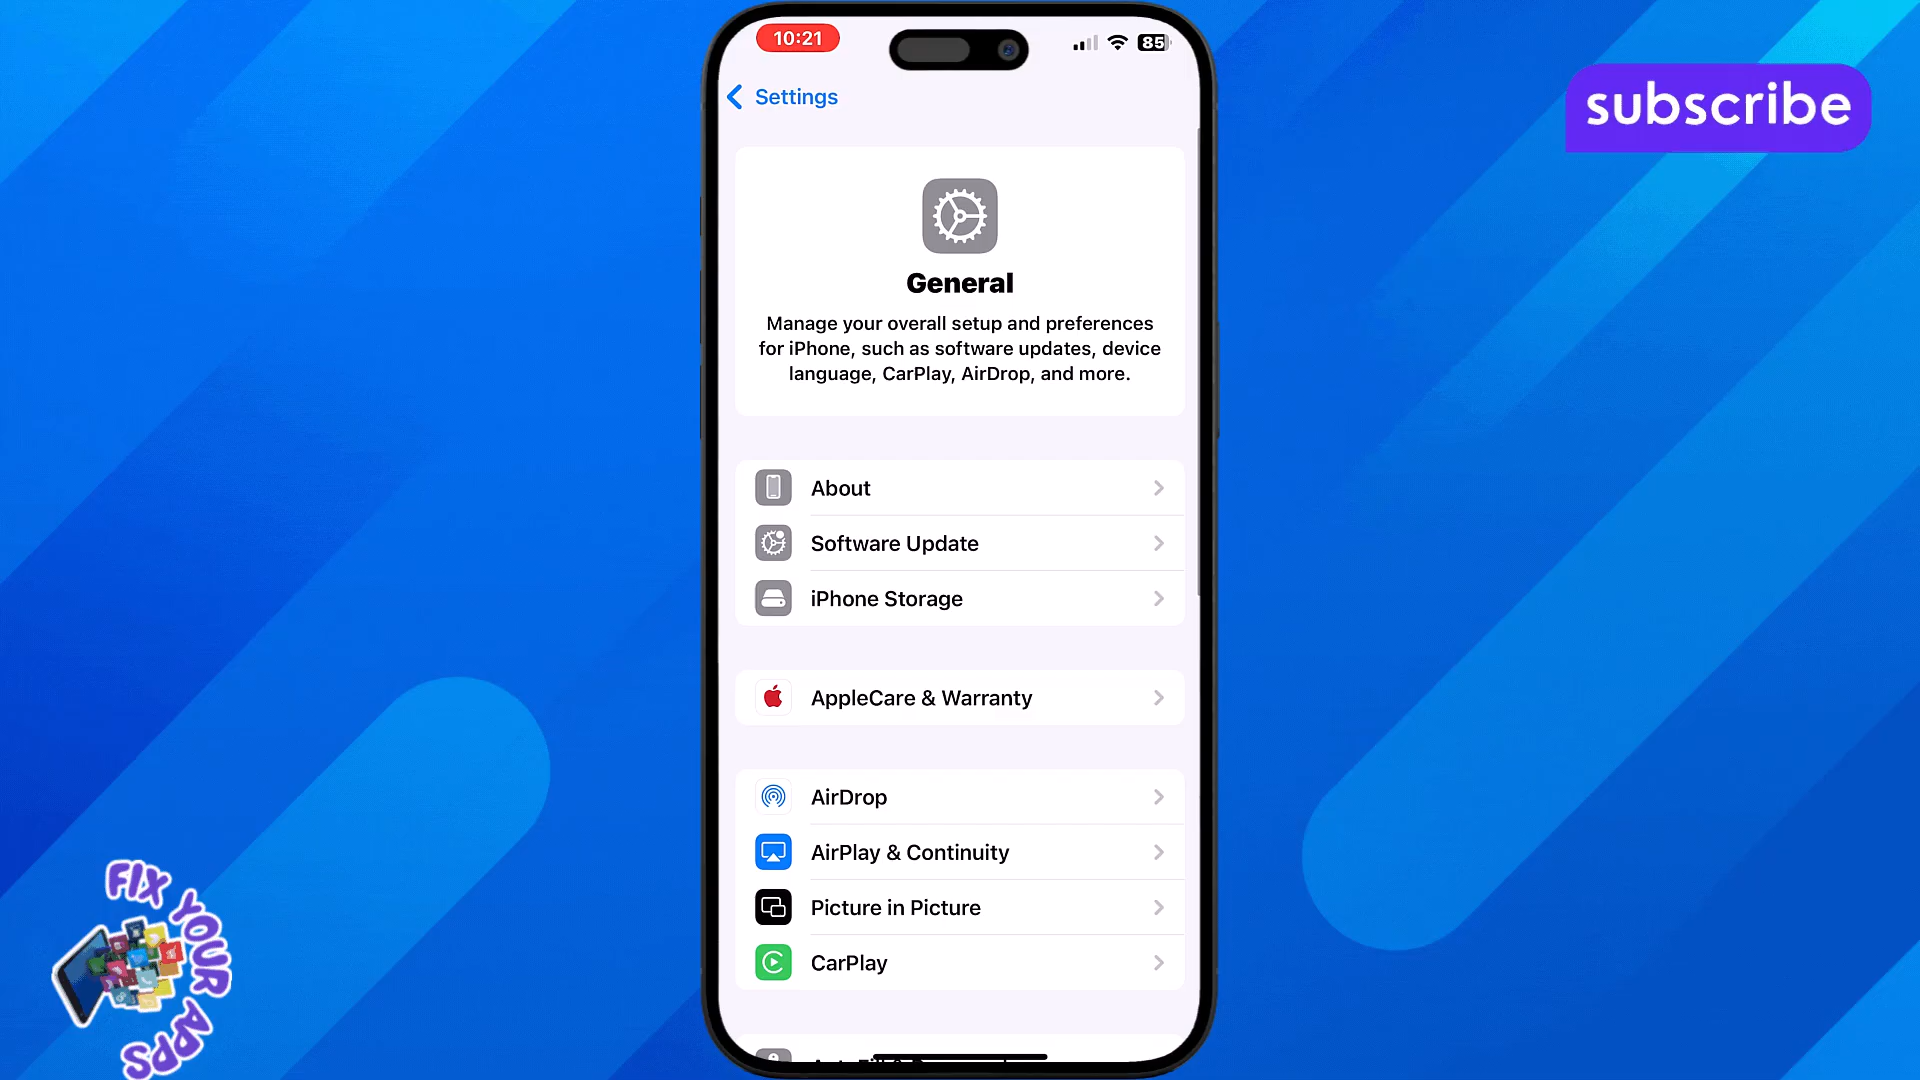 10:21
85
Settings
subscribe
General
Manage your overall setup and preferences
for iPhone, such as software updates, device
language, CarPlay, AirDrop, and more.
About
Software Update
iPhone Storage
AppleCare & Warranty
AirDrop
AirPlay & Continuity
Picture in Picture
CarPlay
FIX YOUR APPS